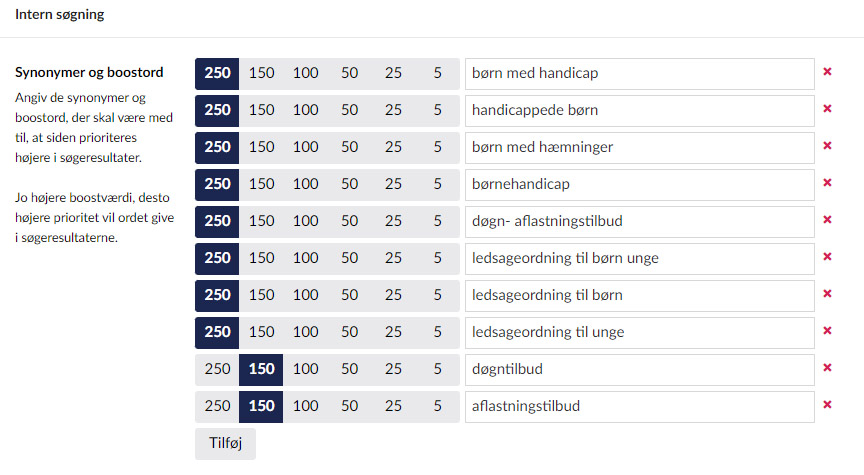 Intern søgning
Synonymer og boostord
Angiv de synonymer og
boostord, der skal være med
til, at siden prioriteres
højere i søgeresultater.
Jo højere boostværdi, desto
højere prioritet vil ordet give
i søgeresultaterne.
250 150 100 50 25 5 børn med handicap ×
250 150 100 50 25 5 handicappede børn ×
250 150 100 50 25 5 børn med hæmninger ×
250 150 100 50 25 5 børnehandicap ×
250 150 100 50 25 5 døgn- aflastningstilbud ×
250 150 100 50 25 5 ledsageordning til børn unge ×
250 150 100 50 25 5 ledsageordning til børn ×
250 150 100 50 25 5 ledsageordning til unge ×
250 150 100 50 25 5 døgntilbud ×
250 150 100 50 25 5 aflastningstilbud ×
Tilføj